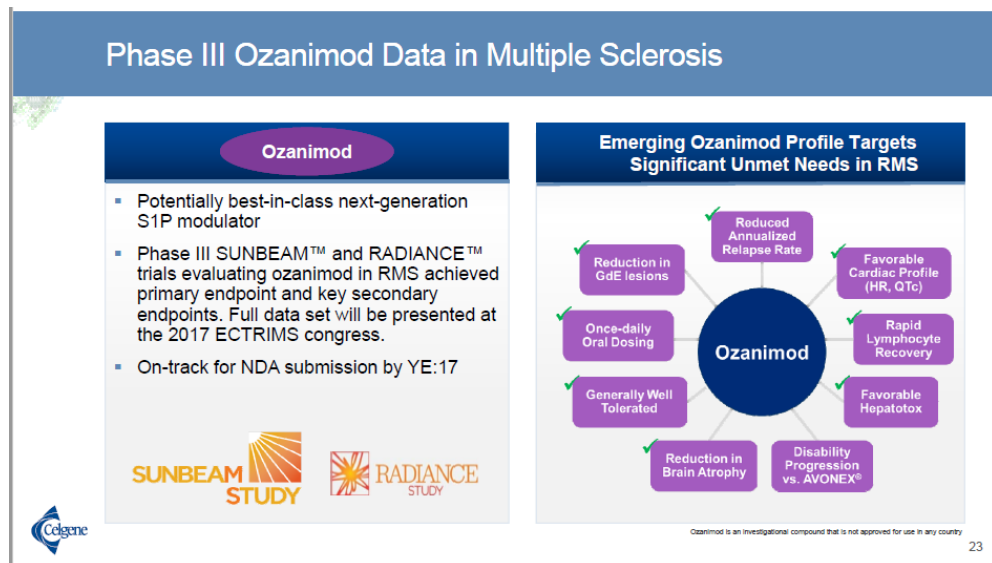 Phase III Ozanimod Data in Multiple Sclerosis
Ozanimod
▪ Potentially best-in-class next-generation
S1P modulator
▪ Phase III SUNBEAM™ and RADIANCE™
trials evaluating ozanimod in RMS achieved
primary endpoint and key secondary
endpoints. Full data set will be presented at
the 2017 ECTRIMS congress.
▪ On-track for NDA submission by YE:17
SUNBEAM
STUDY
RADIANCE
STUDY
Emerging Ozanimod Profile Targets
Significant Unmet Needs in RMS
Reduced
Annualized
Relapse Rate
Favorable
Cardiac Profile
(HR, QTc)
Rapid
Lymphocyte
Recovery
Favorable
Hepatotox
Disability
Progression
vs. AVONEX®
Reduction in
Brain Atrophy
Generally Well
Tolerated
Once-daily
Oral Dosing
Reduction in
GdE lesions
Ozanimod
Celgene
Ozanimod is an investigational compound that is not approved for use in any country
23